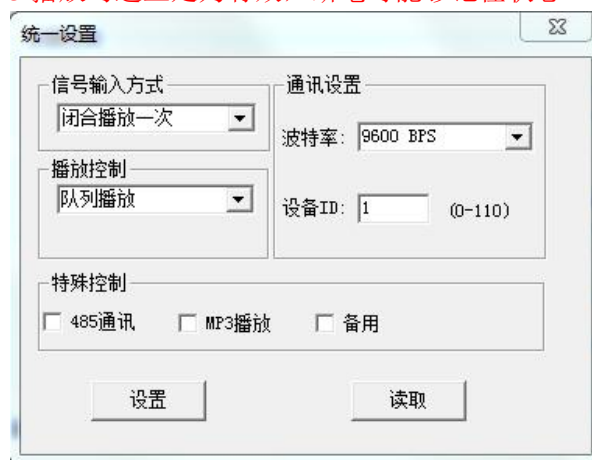 统一设置
信号输入方式
闭合播放一次
通讯设置
波特率: 9600 BPS
播放控制
队列播放
设备ID: 1 (0-110)
特殊控制
485通讯 MP3播放 备用
设置 读取